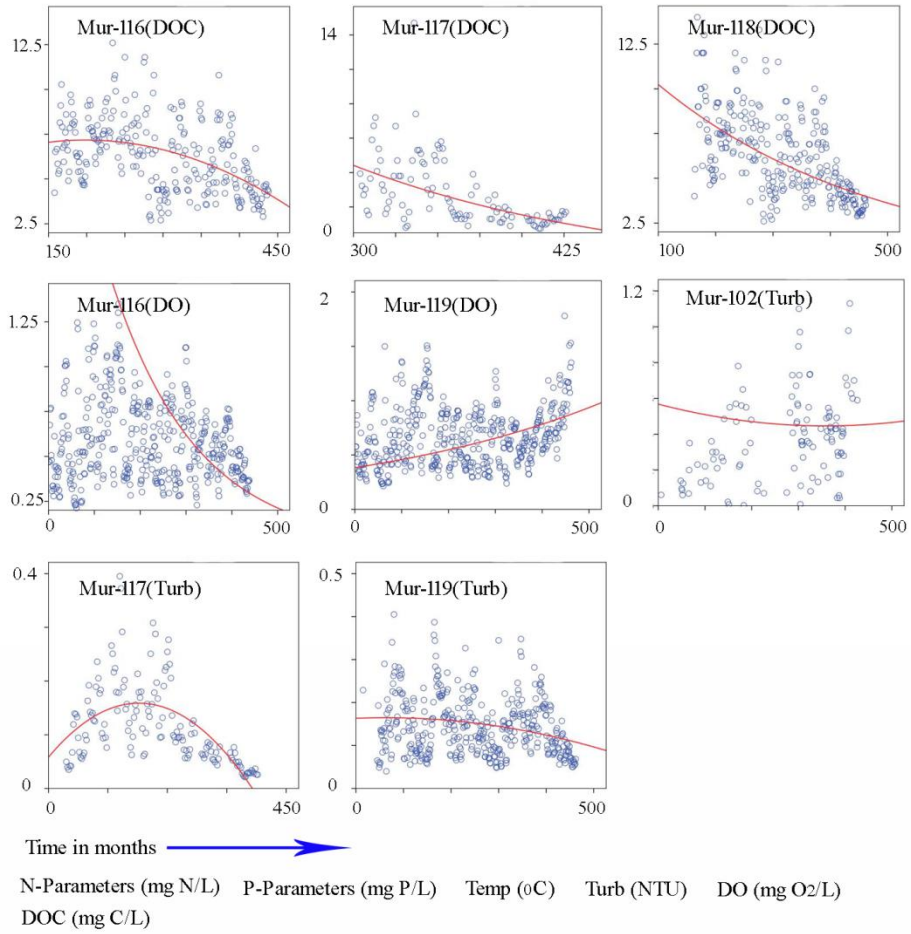 Mur-116(DOC) Mur-117(DOC) Mur-118(DOC)
12.5 14 12.5
2.5 0 2.5
150 450 300 425 100 500
Mur-116(DO) Mur-119(DO) Mur-102(Turb)
1.25 2 1.2
0.25 0 0
0 500 0 500 0 500
Mur-117(Turb) Mur-119(Turb)
0.4 0.5
0 0
0 450 0 500
Time in months
N-Parameters (mg N/L) P-Parameters (mg P/L) Temp (0C) Turb (NTU) DO (mg O2/L)
DOC (mg C/L)